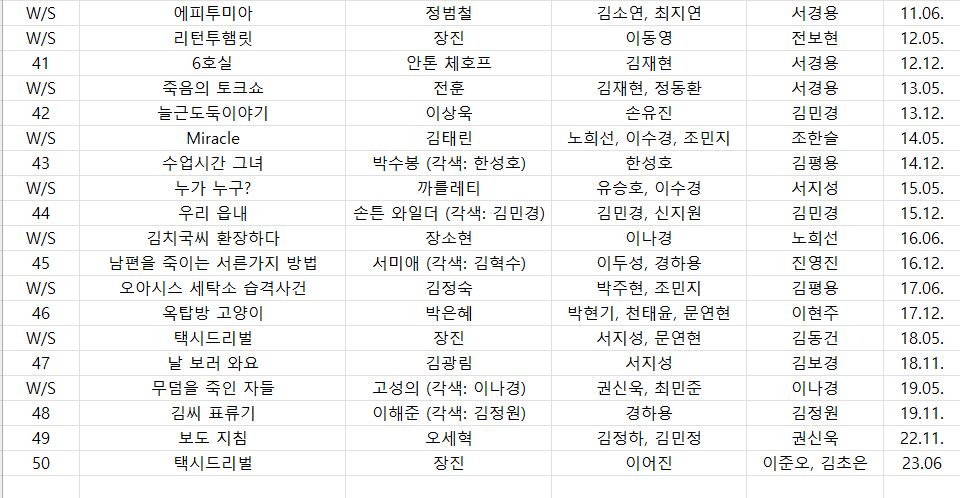 W/S 에피투미아 정범철 김소연, 최지연 서경용 11.06.
W/S 리턴투햄릿 장진 이동영 전보현 12.05.
41 6호실 안톤 체호프 김재현 서경용 12.12.
W/S 죽음의 토크쇼 전훈 김재현, 정동환 서경용 13.05.
42 늘근도둑이야기 이상욱 손유진 김민경 13.12.
W/S Miracle 김태린 노희선, 이수경, 조민지 조한슬 14.05.
43 수업시간 그녀 박수봉 (각색: 한성호) 한성호 김평용 14.12.
W/S 누가 누구? 까를레티 유승호, 이수경 서지성 15.05.
44 우리 읍내 손튼 와일더 (각색: 김민경) 김민경, 신지원 김민경 15.12.
W/S 김치국씨 환장하다 장소현 이나경 노희선 16.06.
45 남편을 죽이는 서른가지 방법 서미애 (각색: 김혁수) 이두성, 경하용 진영진 16.12.
W/S 오아시스 세탁소 습격사건 김정숙 박주현, 조민지 김평용 17.06.
46 옥탑방 고양이 박은혜 박현기, 천태윤, 문연현 이현주 17.12.
W/S 택시드리벌 장진 서지성, 문연현 김동건 18.05.
47 날 보러 와요 김광림 서지성 김보경 18.11.
W/S 무덤을 죽인 자들 고성의 (각색: 이나경) 권신욱, 최민준 이나경 19.05.
48 김씨 표류기 이해준 (각색: 김정원) 경하용 김정원 19.11.
49 보도 지침 오세혁 김정하, 김민정 권신욱 22.11.
50 택시드리벌 장진 이어진 이준오, 김초은 23.06